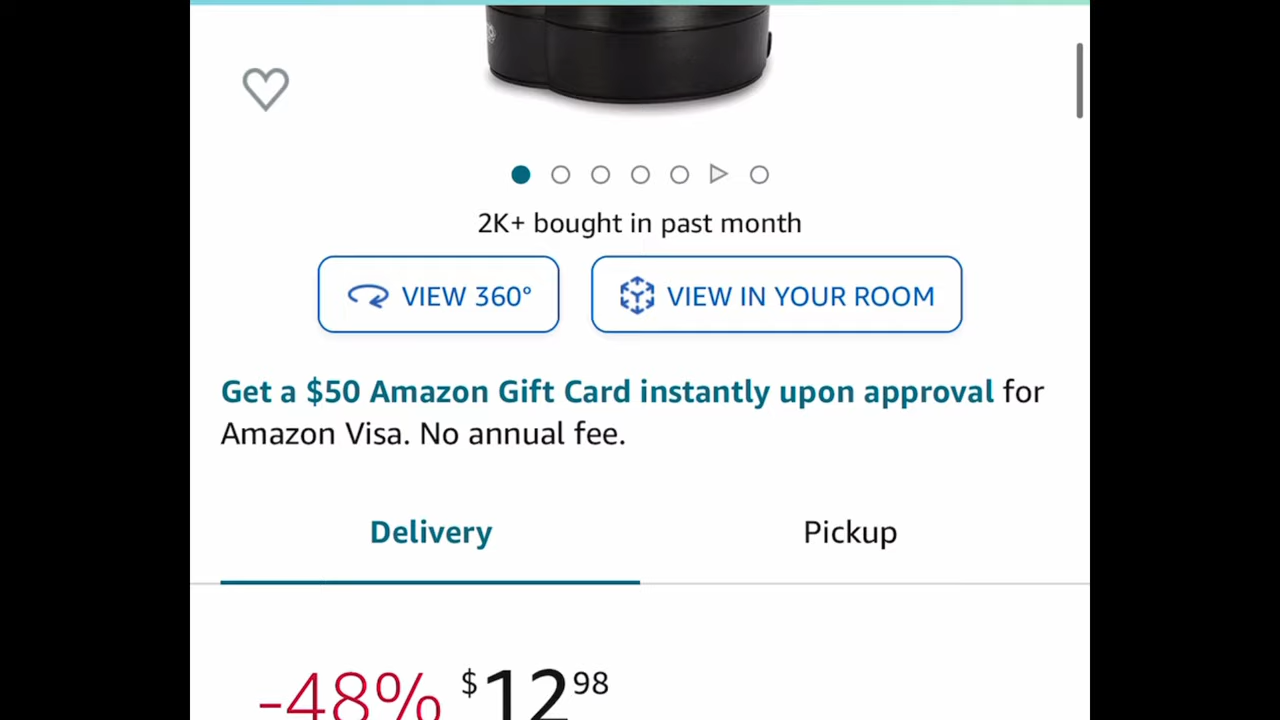 2K+ bought in past month
VIEW 360°
VIEW IN YOUR ROOM
Get a $50 Amazon Gift Card instantly upon approval for
Amazon Visa. No annual fee.
Delivery
Pickup
-48% $12 98